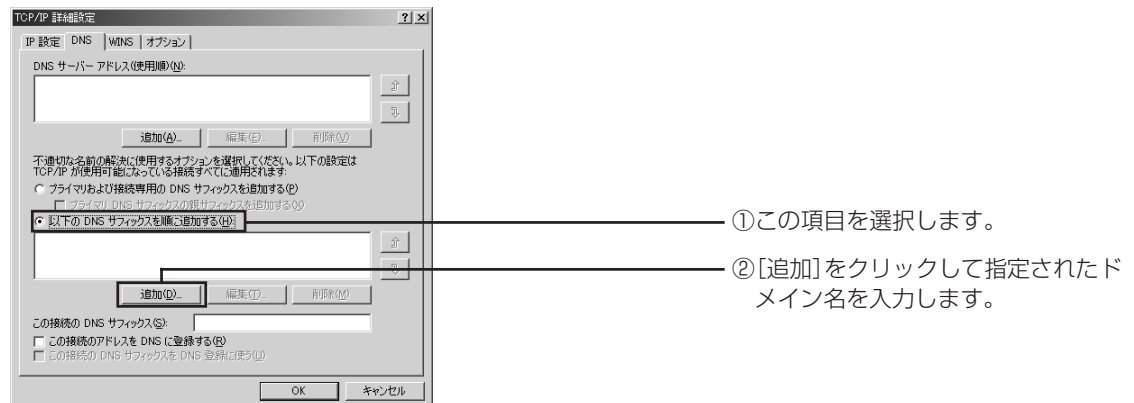 TCP/IP 詳細設定
IP 設定 DNS WINS オプション
DNS サーバー アドレス(使用順)(N):
追加(A)... 編集(E)... 削除(V)
不適切な名前の解決に使用するオプションを選択してください。以下の設定は
TCP/IP が使用可能になっている接続すべてに適用されます:
プライマリおよび接続専用の DNS サフィックスを追加する(P)
プライマリ DNS サフィックスの親サフィックスを追加する(X)
以下の DNS サフィックスを順に追加する(H):
①この項目を選択します。
②[追加]をクリックして指定されたド
メイン名を入力します。
追加(D)... 編集(T)... 削除(M)
この接続の DNS サフィックス(S):
この接続のアドレスを DNS に登録する(R)
この接続の DNS サフィックスを DNS 登録に使う(U)
OK キャンセル